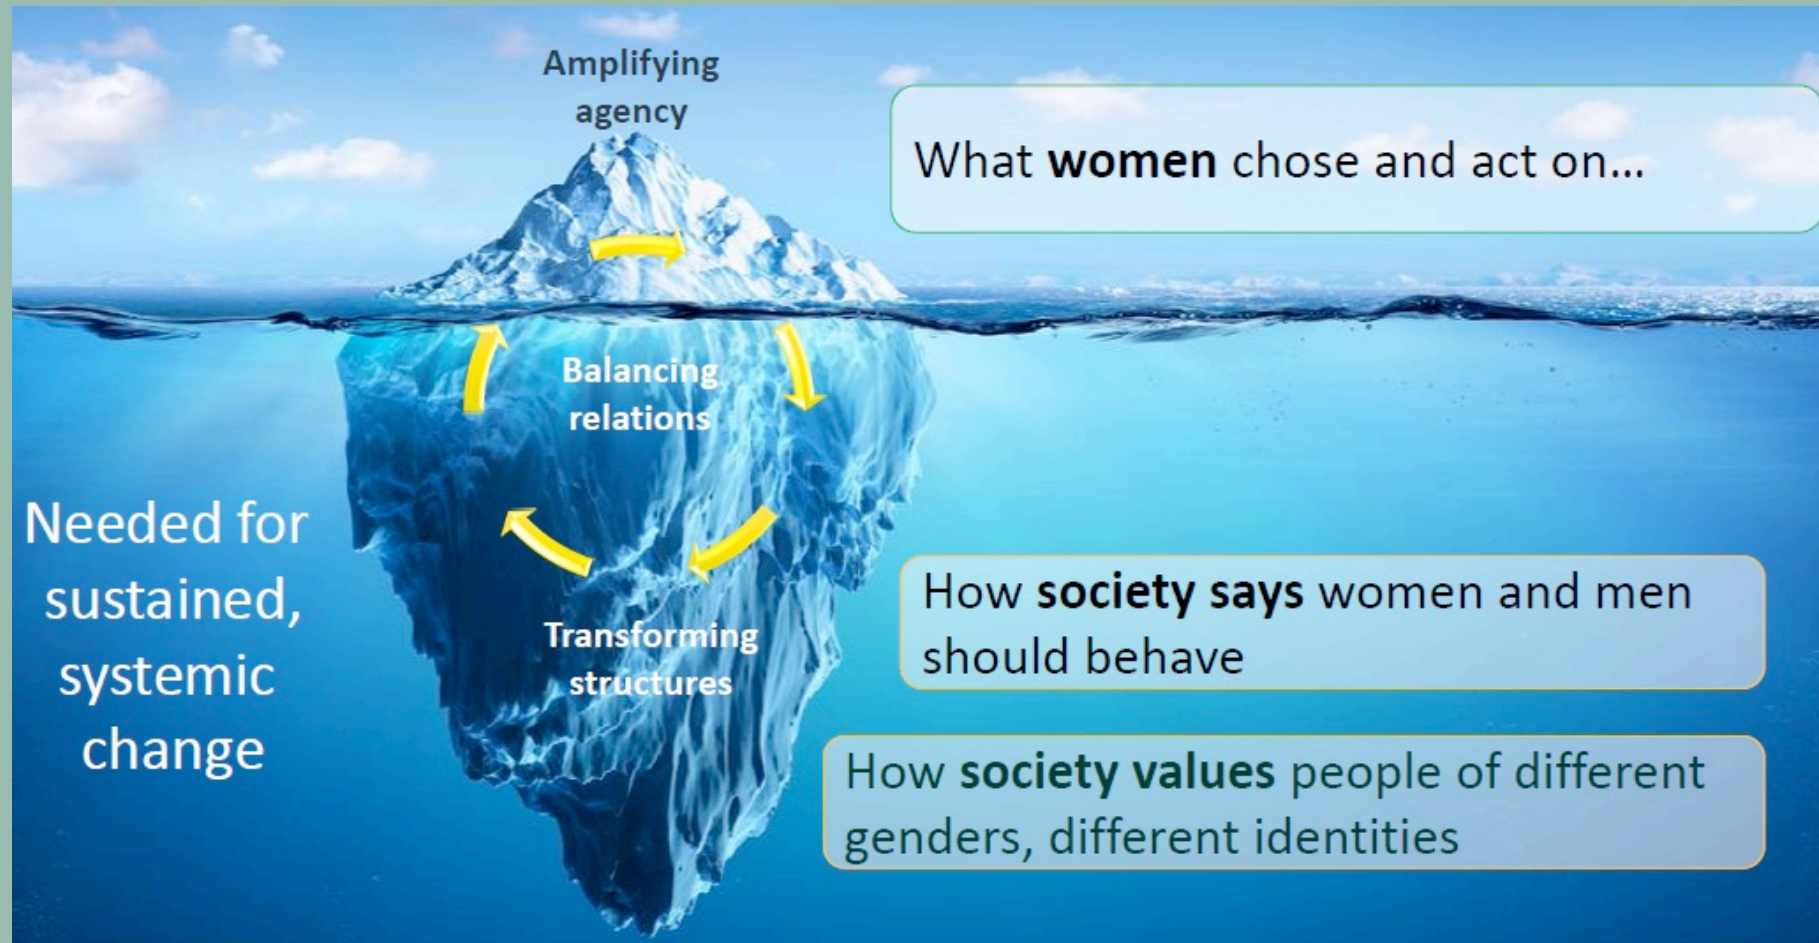 Amplifying
agency
What women chose and act on...
Balancing
relations
Needed for
sustained,
systemic
change
How society says women and men
should behave
Transforming
structures
How society values people of different
genders, different identities